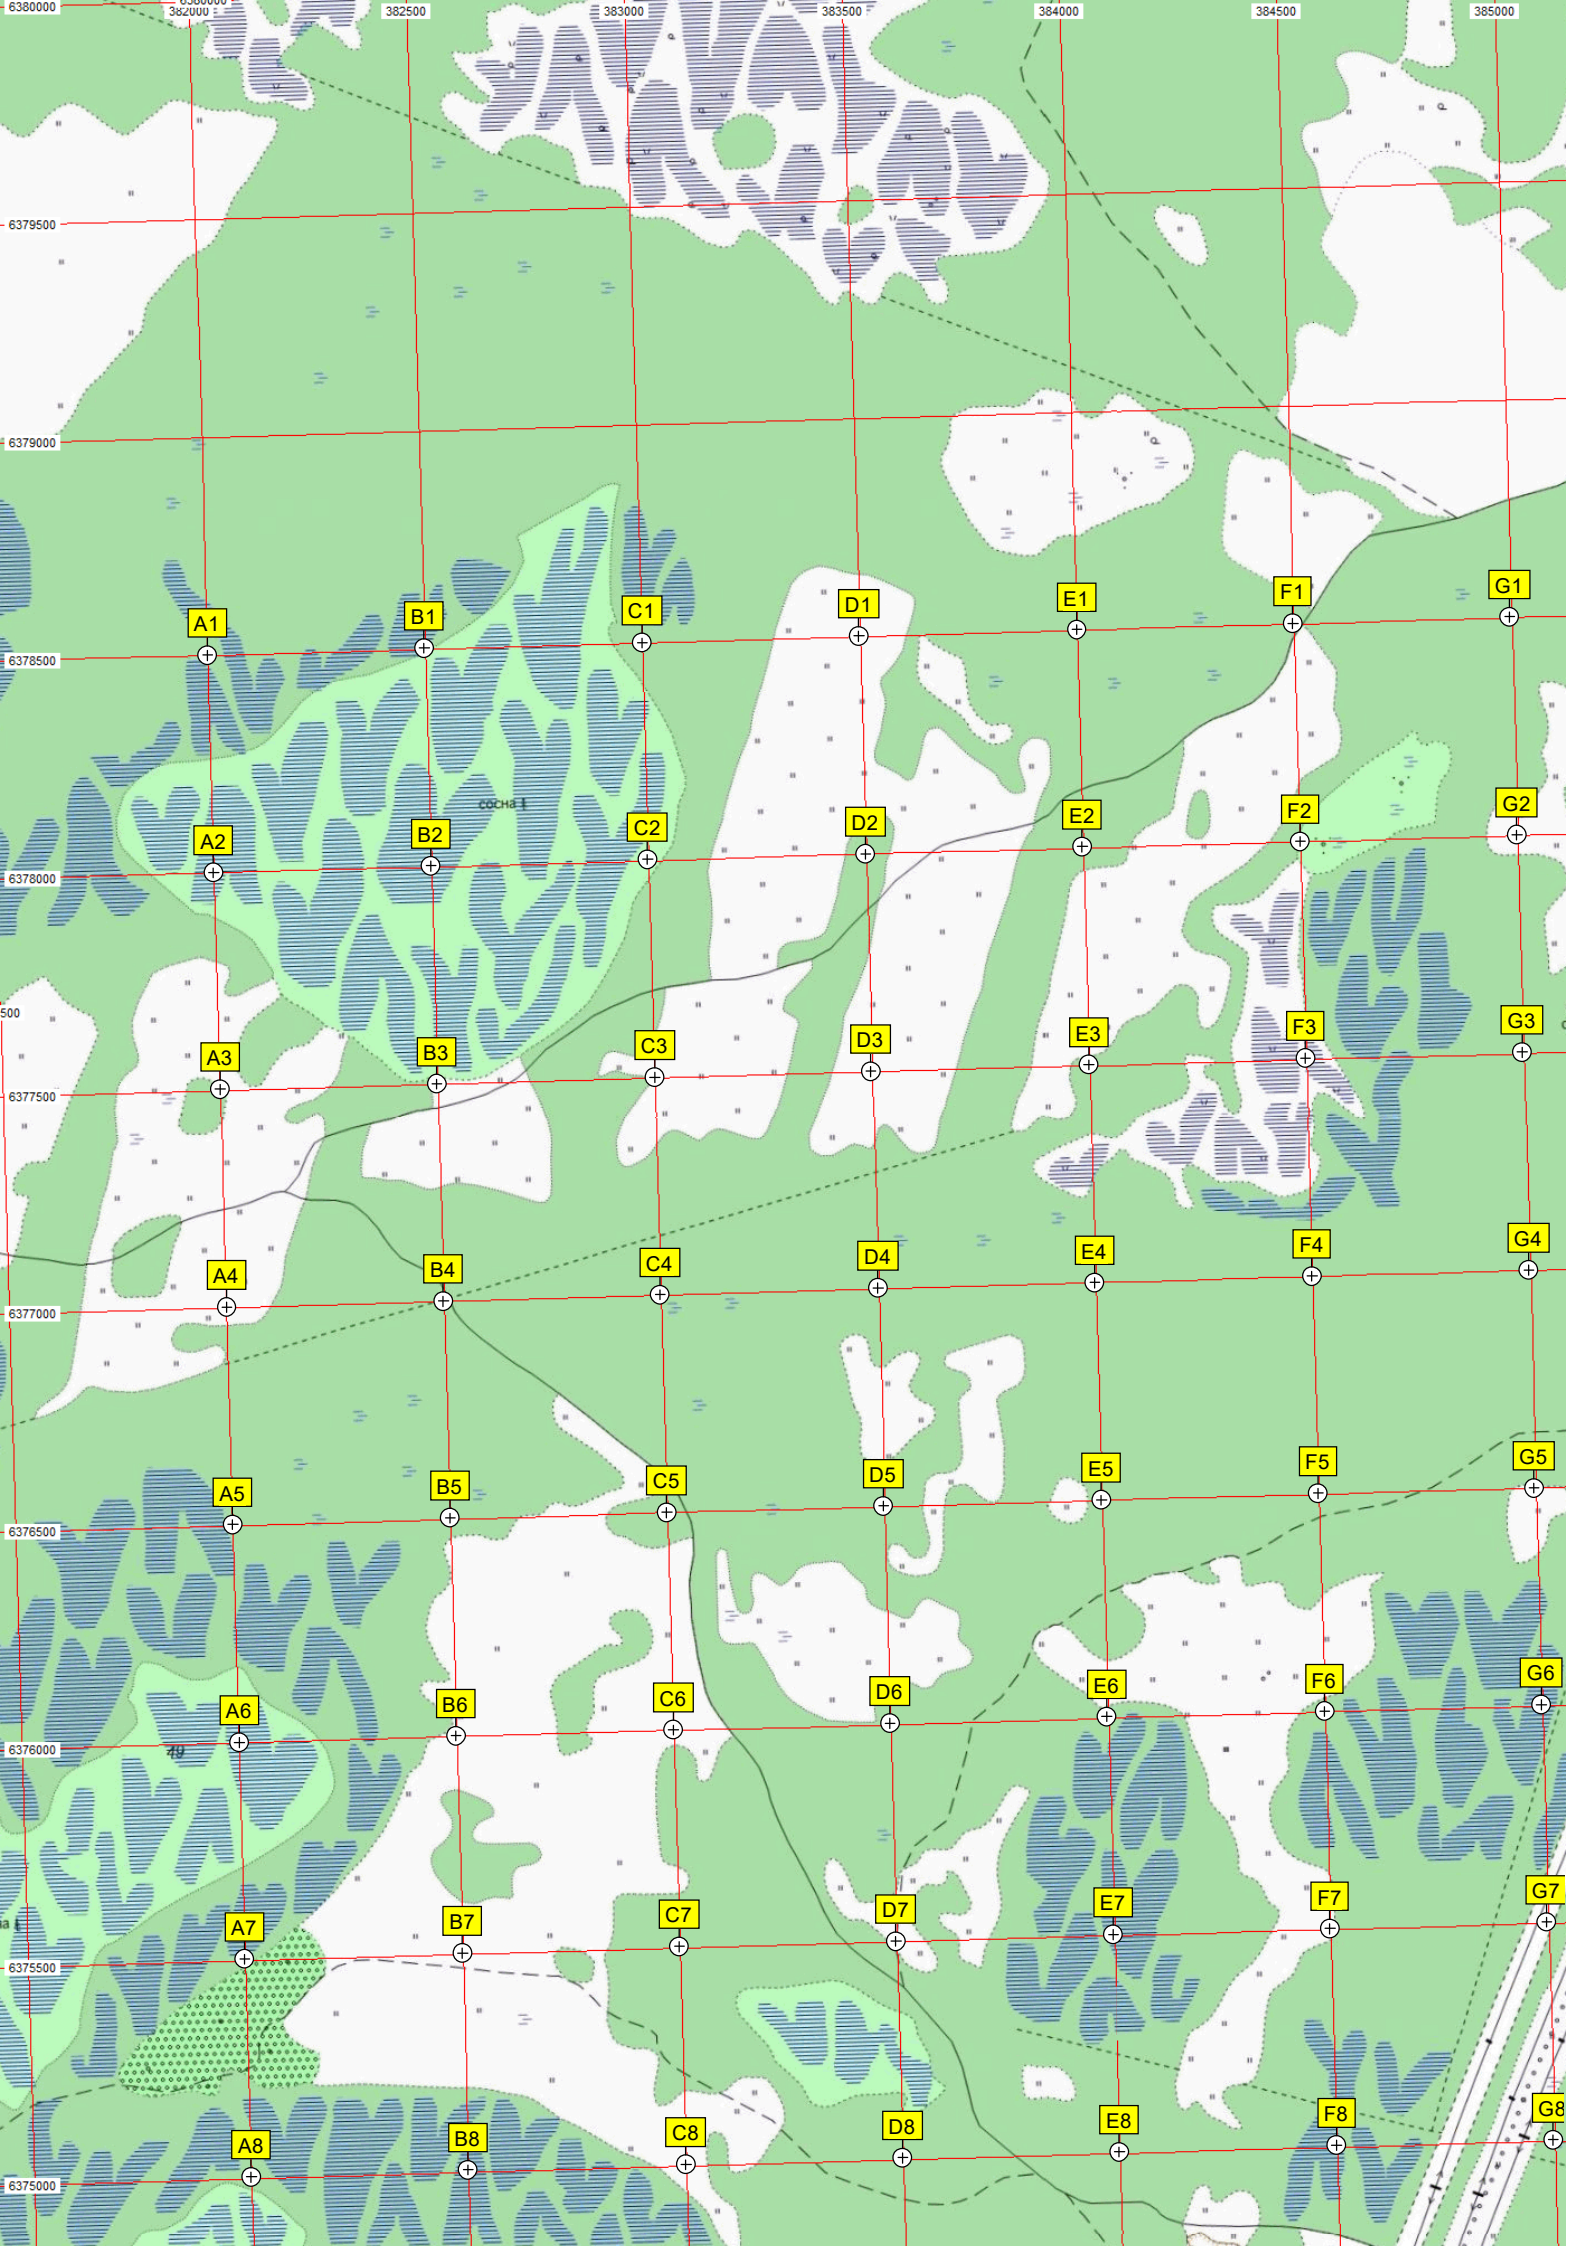 6380000
6380000
382000 382500 383000 383500 384000 384500 385000
6379500
6379000
A1 B1 C1 D1 E1 F1 G1
6378500
сосна
A2 B2 C2 D2 E2 F2 G2
6378000
500
A3 B3 C3 D3 E3 F3 G3
6377500
A4 B4 C4 D4 E4 F4 G4
6377000
A5 B5 C5 D5 E5 F5 G5
6376500
A6 B6 C6 D6 E6 F6 G6
49
6376000
A7 B7 C7 D7 E7 F7 G7
на
6375500
A8 B8 C8 D8 E8 F8 G8
6375000